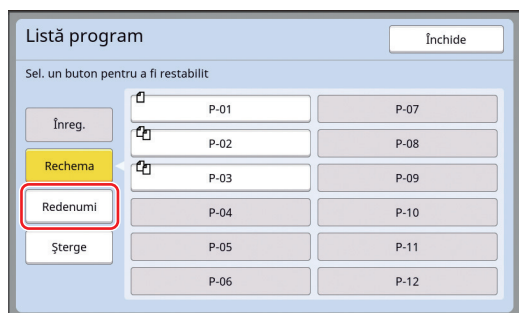 Listă program
Închide
Sel. un buton pentru a fi restabilit
Înreg.
Rechema
Redenumi
Şterge
P-01
P-02
P-03
P-04
P-05
P-06
P-07
P-08
P-09
P-10
P-11
P-12